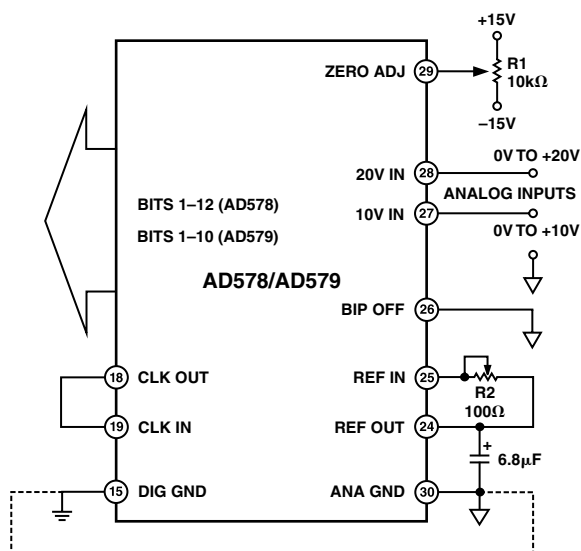 +15V
ZERO ADJ 29
R1
10kΩ
–15V
0V TO +20V
20V IN 28
ANALOG INPUTS
BITS 1–12 (AD578)
10V IN 27
BITS 1–10 (AD579)
0V TO +10V
AD578/AD579
BIP OFF 26
18 CLK OUT
REF IN 25
R2
100Ω
19 CLK IN
REF OUT 24
+
6.8μF
15 DIG GND
ANA GND 30